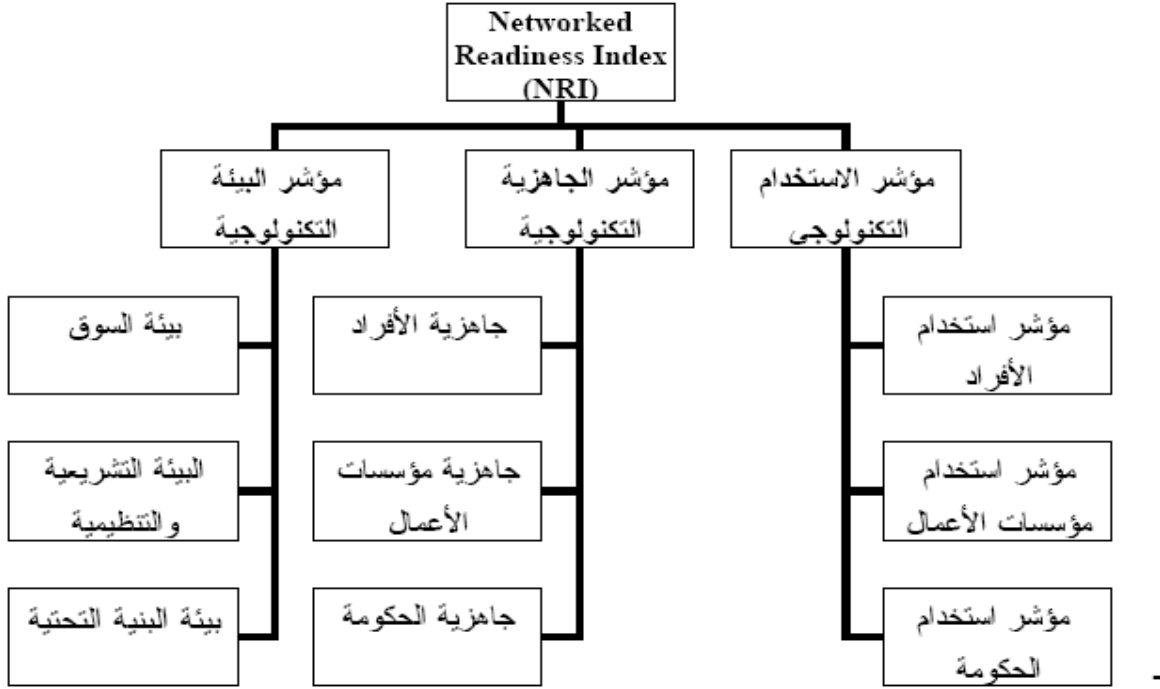 Networked
Readiness Index
(NRI)
مؤشر الاستخدام
التكنولوجي
مؤشر الجاهزية
التكنولوجية
مؤشر البيئة
التكنولوجية
مؤشر استخدام
الأفراد
جاهزية الأفراد
بيئة السوق
مؤشر استخدام
مؤسسات الأعمال
جاهزية مؤسسات
الأعمال
البيئة التشريعية
والتنظيمية
مؤشر استخدام
الحكومة
جاهزية الحكومة
بيئة البنية التحتية